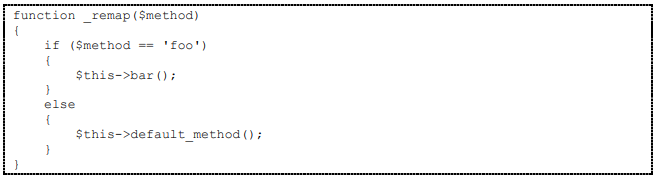 function _remap($method)
{
    if ($method == 'foo')
    {
        $this->bar();
    }
    else
    {
        $this->default_method();
    }
}